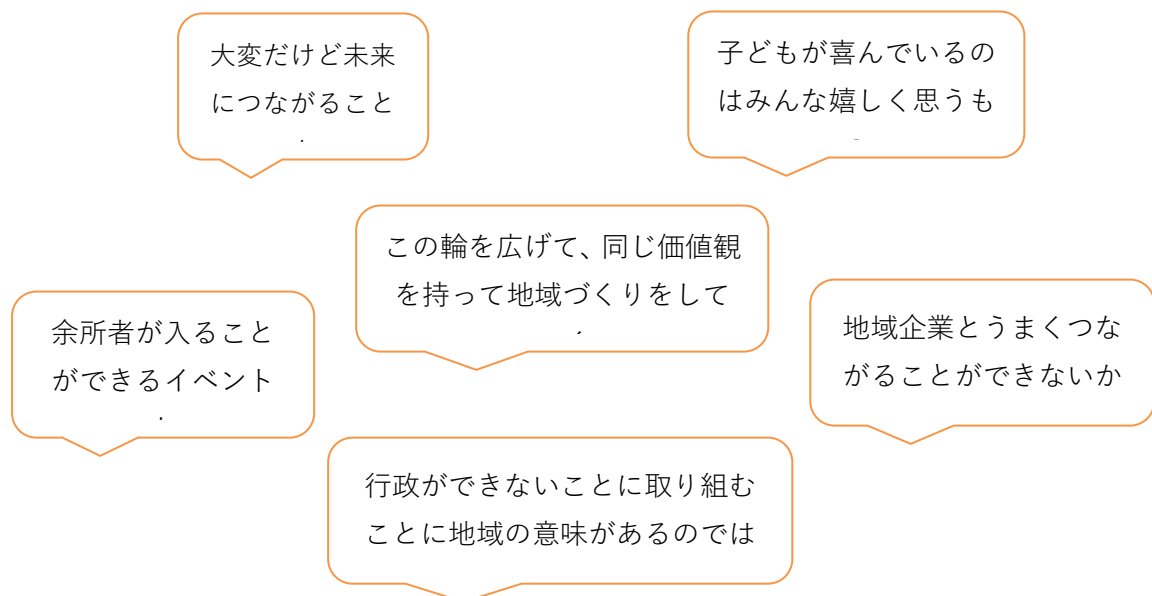 大変だけど未来
につながること
子どもが喜んでいるの
はみんな嬉しく思うも
この輪を広げて、同じ価値観
を持って地域づくりをして
余所者が入ること
ができるイベント
地域企業とうまくつな
がることができないか
行政ができないことに取り組む
ことに地域の意味があるのでは